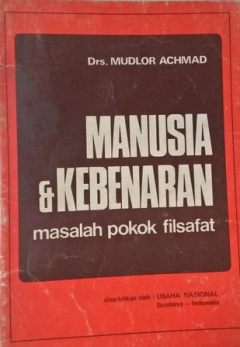 Drs. MUDLOR ACHMAD
MANUSIA
& KEBENARAN
masalah pokok filsafat
diterbitkan oleh : USAHA NASIONAL
Surabaya – Indonesia